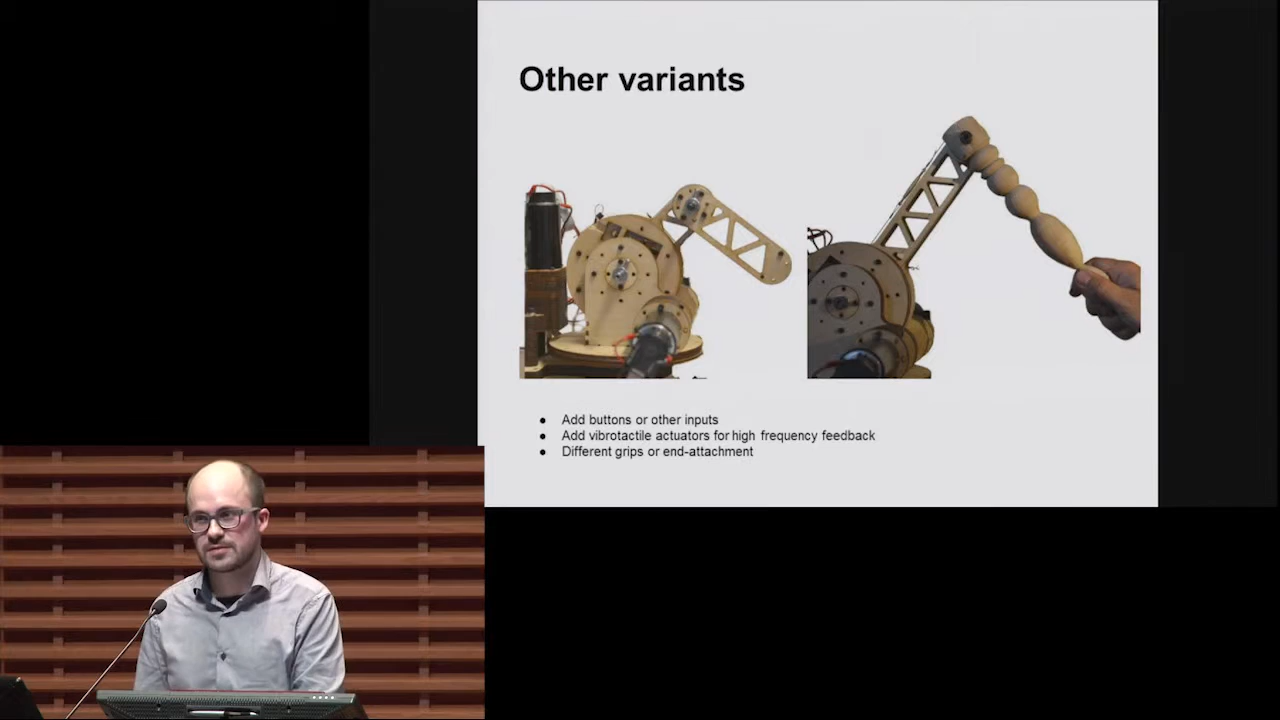 Other variants
● Add buttons or other inputs
● Add vibrotactile actuators for high frequency feedback
● Different grips or end-attachment